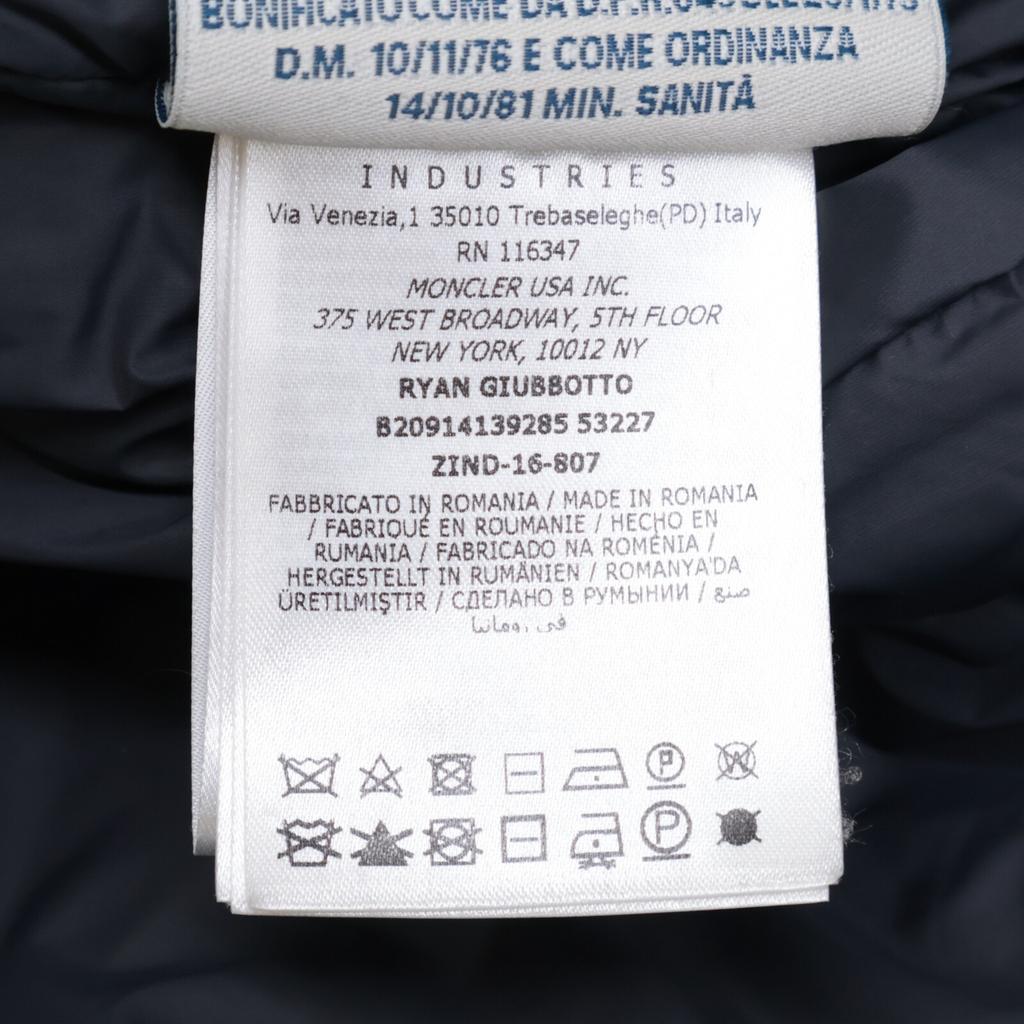 BONIFICATO COME DA D.P.R.
D.M. 10/11/76 E COME ORDINANZA
14/10/81 MIN. SANITÀ
INDUSTRIES
Via Venezia,1 35010 Trebaseleghe(PD) Italy
RN 116347
MONCLER USA INC.
375 WEST BROADWAY, 5TH FLOOR
NEW YORK, 10012 NY
RYAN GIUBBOTTO
B20914139285 53227
ZIND-16-807
FABBRICATO IN ROMANIA / MADE IN ROMANIA
/ FABRIQUÉ EN ROUMANIE / HECHO EN
RUMANIA / FABRICADO NA ROMÉNIA /
HERGESTELLT IN RUMÄNIEN / ROMANYA'DA
ÜRETILMIŞTIR / СДЕЛАНО В РУМЫНИИ / صنع
في رومانيا
P W
P